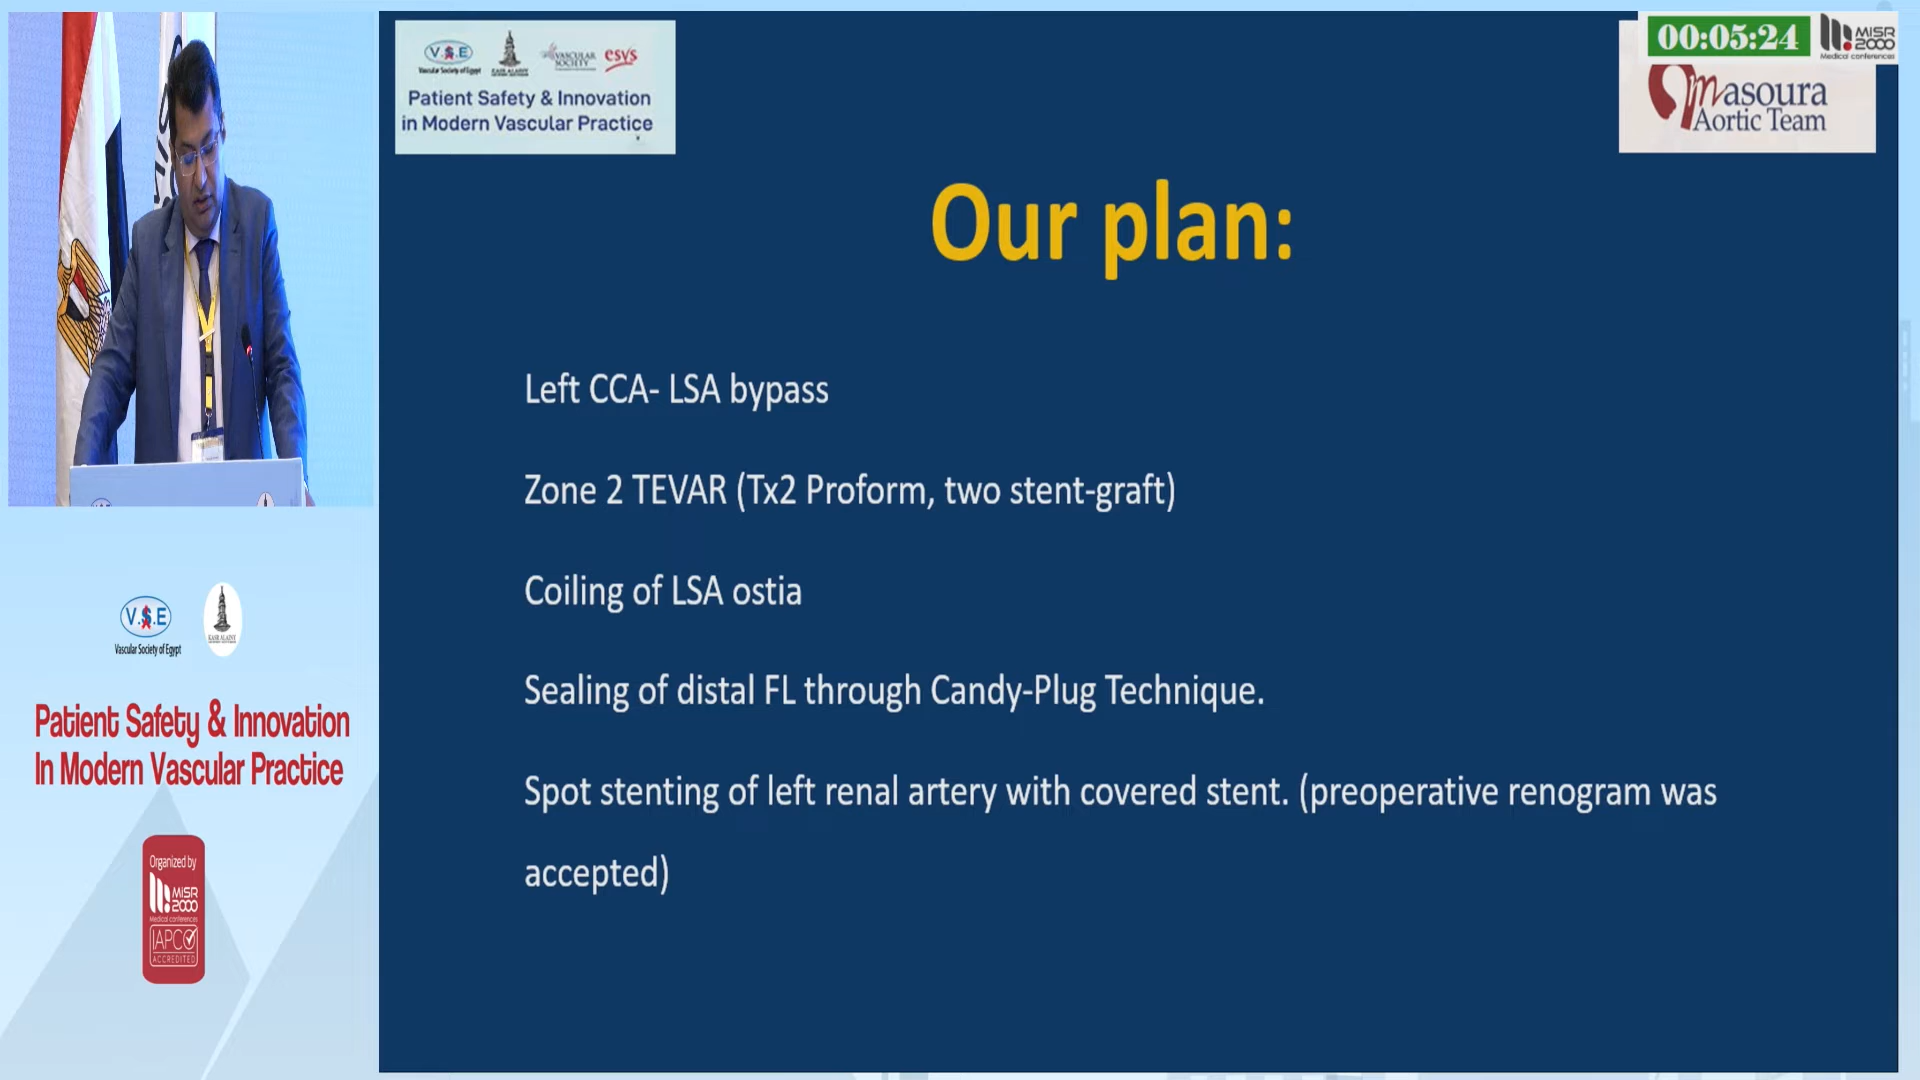 V.S.E
Vascular Society of Egypt
KASR ALAINY
VASCULAR
SOCIETY
esvs
Patient Safety & Innovation
in Modern Vascular Practice
00:05:24
MISR
2000
Medical conferences
Masoura
Aortic Team
Our plan:
Left CCA- LSA bypass
Zone 2 TEVAR (Tx2 Proform, two stent-graft)
Coiling of LSA ostia
Sealing of distal FL through Candy-Plug Technique.
Spot stenting of left renal artery with covered stent. (preoperative renogram was
accepted)
V.S.E
Vascular Society of Egypt
KASR ALAINY
Patient Safety & Innovation
In Modern Vascular Practice
Organized by
MISR
2000
Medical conferences
IAPCO
ACCREDITED